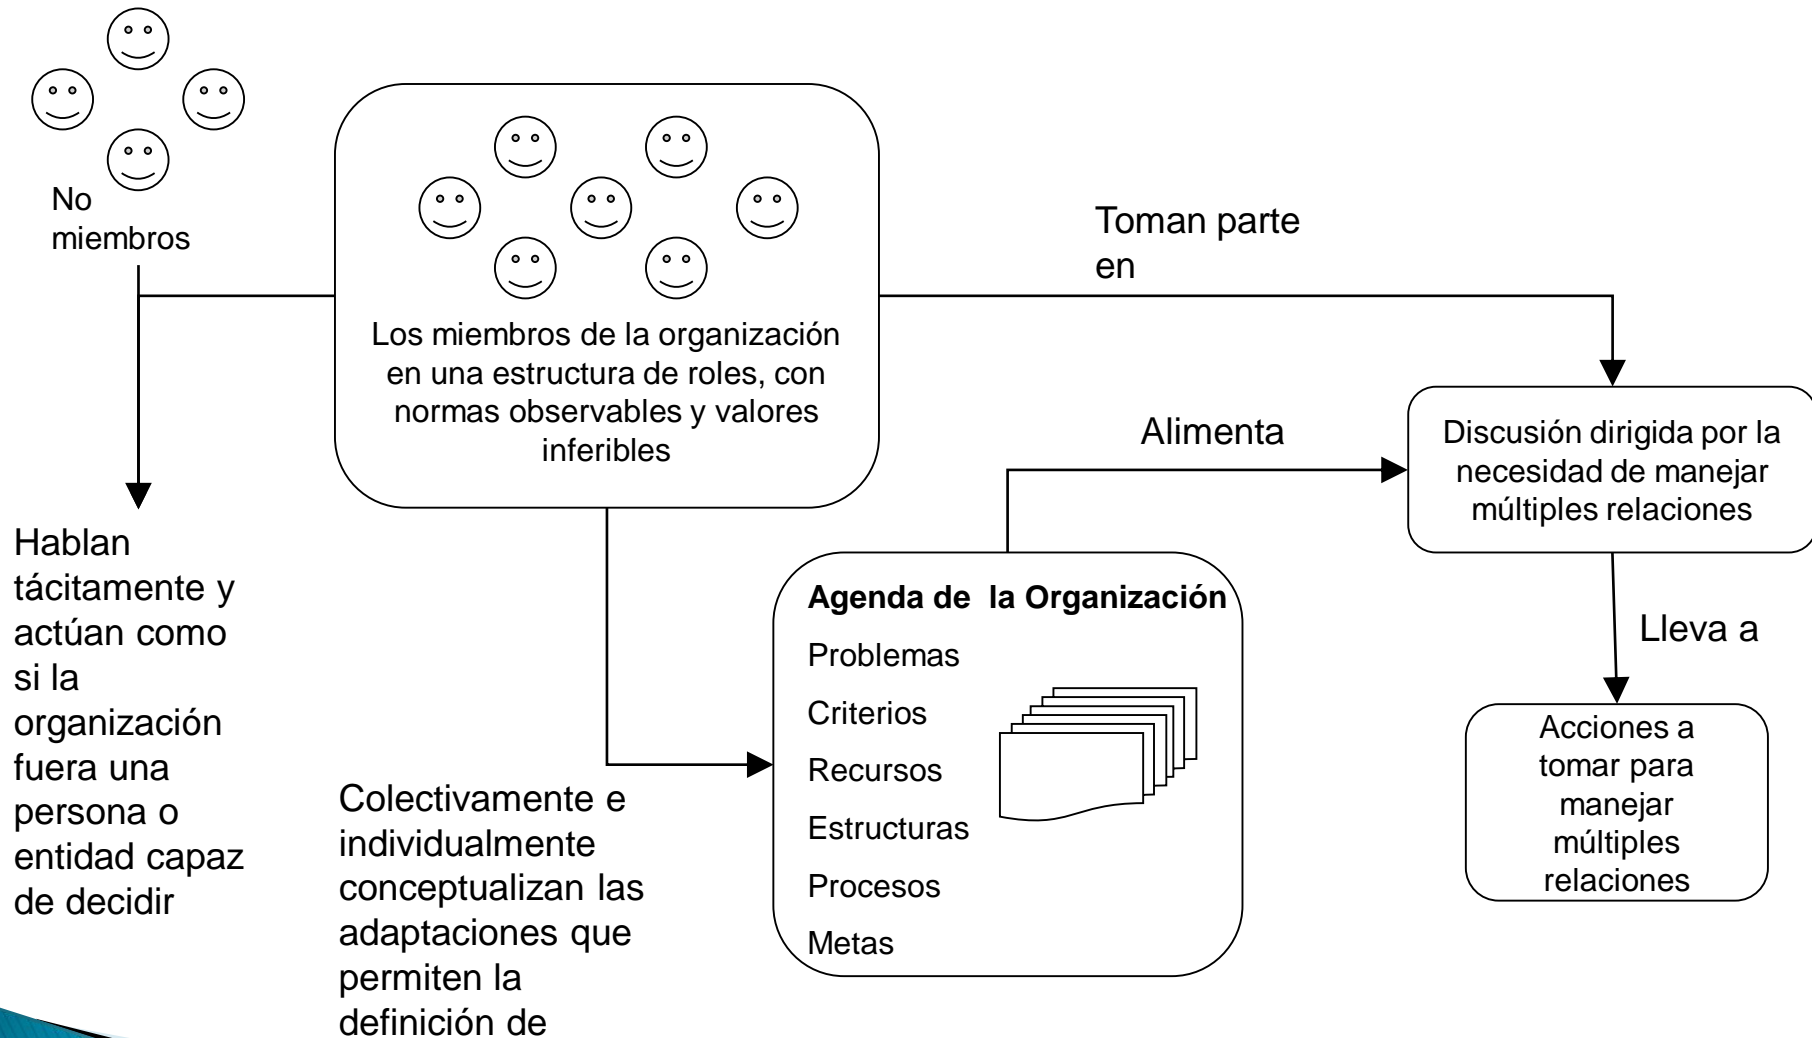 No
miembros
Los miembros de la organización
en una estructura de roles, con
normas observables y valores
inferibles
Toman parte
en
Alimenta
Discusión dirigida por la
necesidad de manejar
múltiples relaciones
Hablan
tácitamente y
actúan como
si la
organización
fuera una
persona o
entidad capaz
de decidir
Colectivamente e
individualmente
conceptualizan las
adaptaciones que
permiten la
definición de
Agenda de  la Organización
Problemas
Criterios
Recursos
Estructuras
Procesos
Metas
Lleva a
Acciones a
tomar para
manejar
múltiples
relaciones